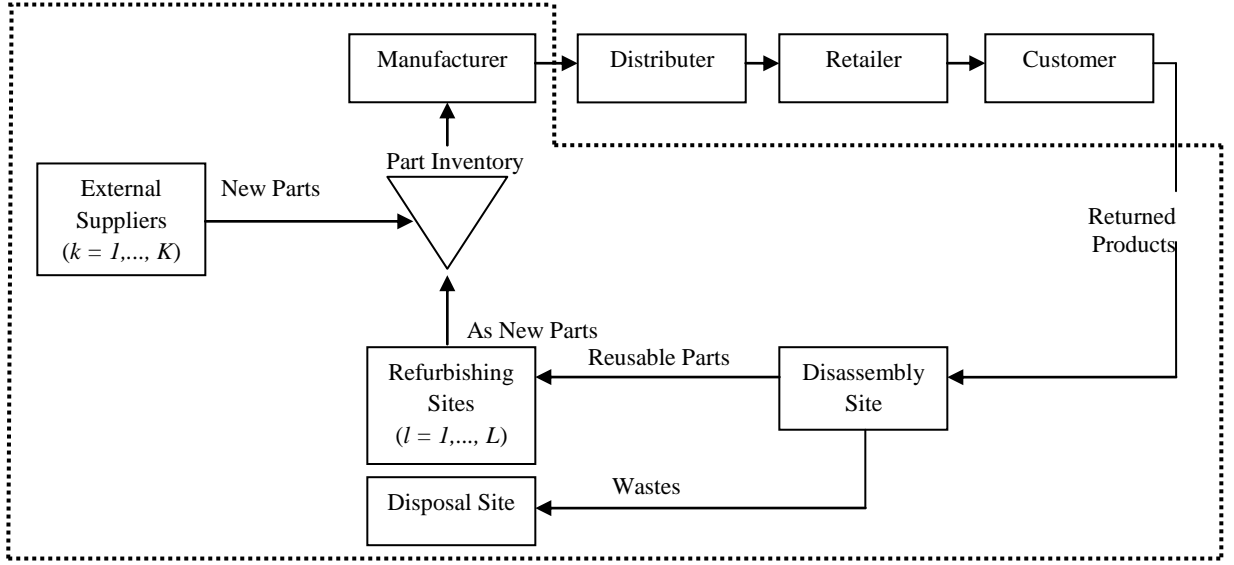 Manufacturer
Distributer
Retailer
Customer
Part Inventory
External
Suppliers
(k = 1,..., K)
New Parts
Returned
Products
As New Parts
Refurbishing
Sites
(l = 1,..., L)
Reusable Parts
Disassembly
Site
Disposal Site
Wastes